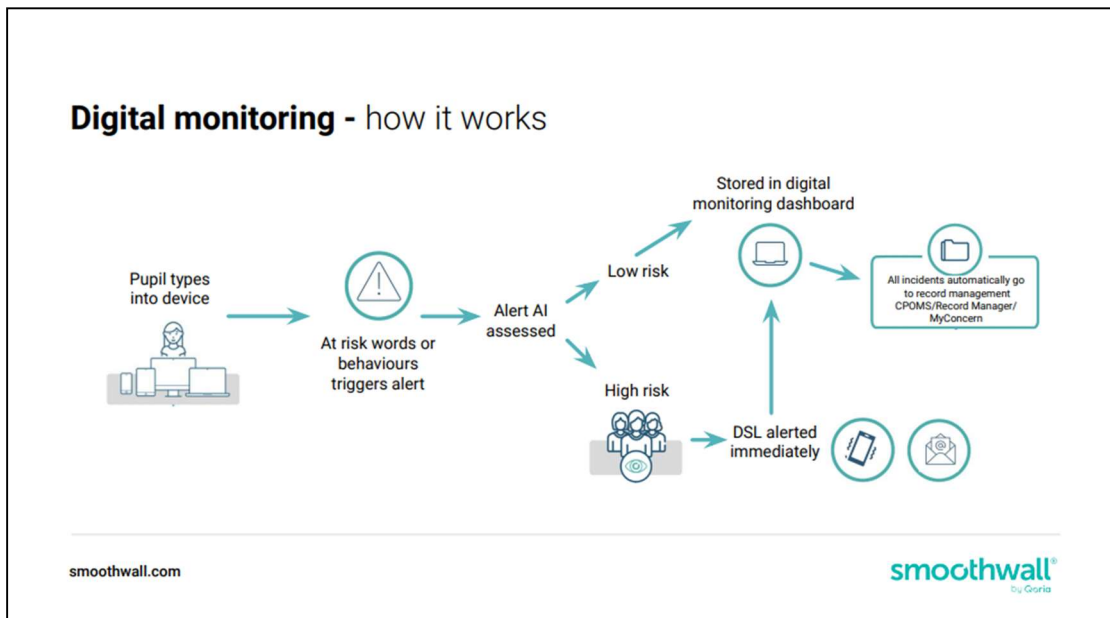 Digital monitoring - how it works
Pupil types
into device
At risk words or
behaviours
triggers alert
Alert AI
assessed
Low risk
High risk
Stored in digital
monitoring dashboard
DSL alerted
immediately
@
All incidents automatically go
to record management
CPOMS/Record Manager/
MyConcern
smoothwall.com
smoothwall®
by Qoria